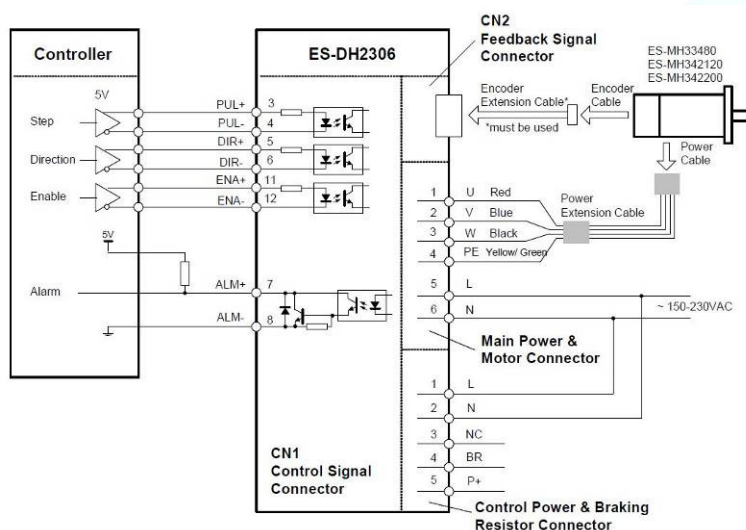 Controller
ES-DH2306
CN2
Feedback Signal
Connector
ES-MH33480
ES-MH342120
ES-MH342200
5V
Step
PUL+ 3
PUL- 4
Direction
DIR+ 5
DIR- 6
Enable
ENA+ 11
ENA- 12
Encoder
Extension Cable*
*must be used
Encoder
Cable
Power
Cable
1 U Red
2 V Blue
3 W Black
4 PE Yellow/ Green
Power
Extension Cable
5V
Alarm
ALM+ 7
ALM- 8
5 L
6 N
~ 150-230VAC
Main Power &
Motor Connector
1 L
2 N
3 NC
4 BR
5 P+
CN1
Control Signal
Connector
Control Power & Braking
Resistor Connector